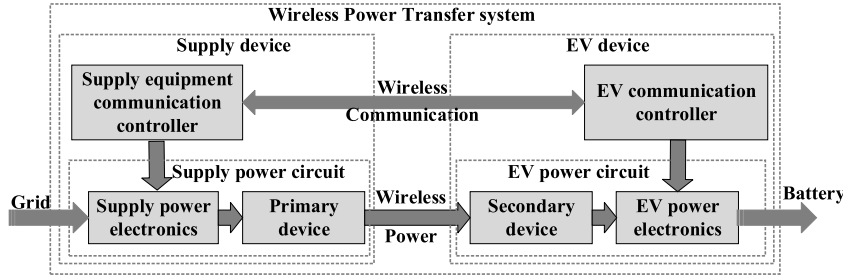 Wireless Power Transfer system
Supply device
EV device
Supply equipment
communication
controller
Wireless
Communication
EV communication
controller
Supply power circuit
EV power circuit
Grid
Supply power
electronics
Primary
device
Wireless
Power
Secondary
device
EV power
electronics
Battery